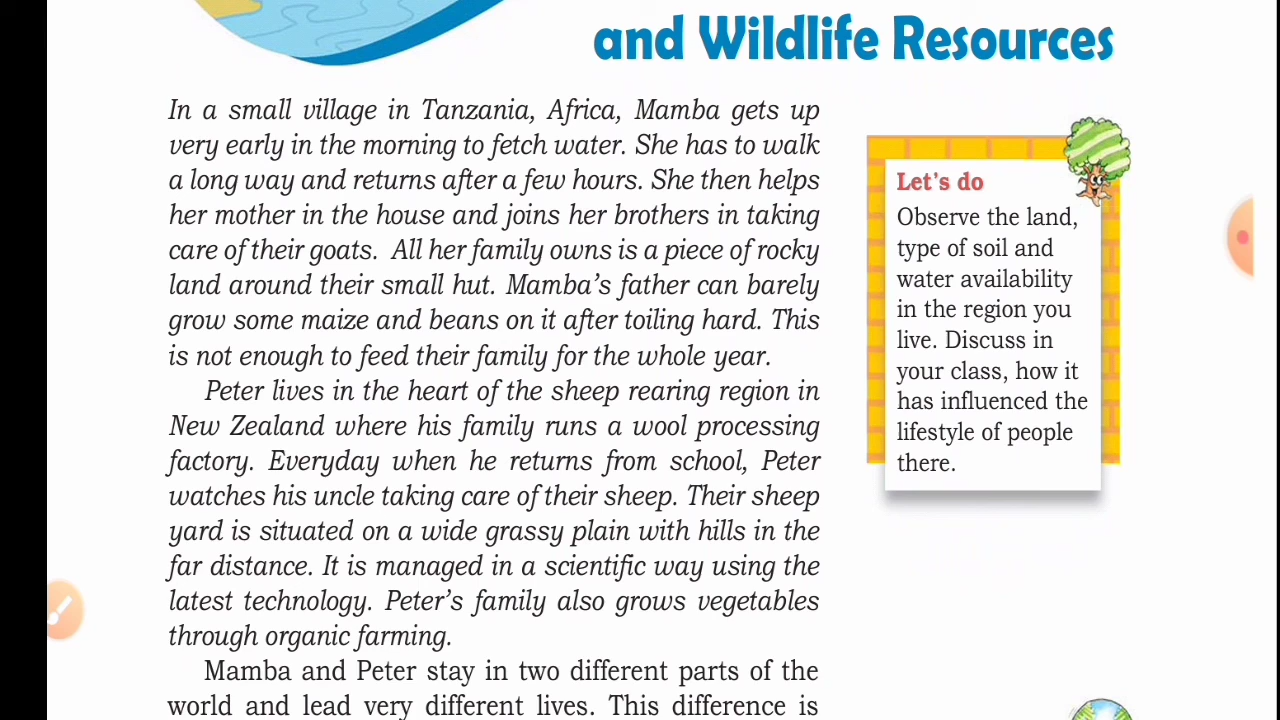 and Wildlife Resources
In a small village in Tanzania, Africa, Mamba gets up
very early in the morning to fetch water. She has to walk
a long way and returns after a few hours. She then helps
her mother in the house and joins her brothers in taking
care of their goats. All her family owns is a piece of rocky
land around their small hut. Mamba's father can barely
grow some maize and beans on it after toiling hard. This
is not enough to feed their family for the whole year.
Peter lives in the heart of the sheep rearing region in
New Zealand where his family runs a wool processing
factory. Everyday when he returns from school, Peter
watches his uncle taking care of their sheep. Their sheep
yard is situated on a wide grassy plain with hills in the
far distance. It is managed in a scientific way using the
latest technology. Peter's family also grows vegetables
through organic farming.
Mamba and Peter stay in two different parts of the
world and lead very different lives. This difference is
Let's do
Observe the land,
type of soil and
water availability
in the region you
live. Discuss in
your class, how it
has influenced the
lifestyle of people
there.